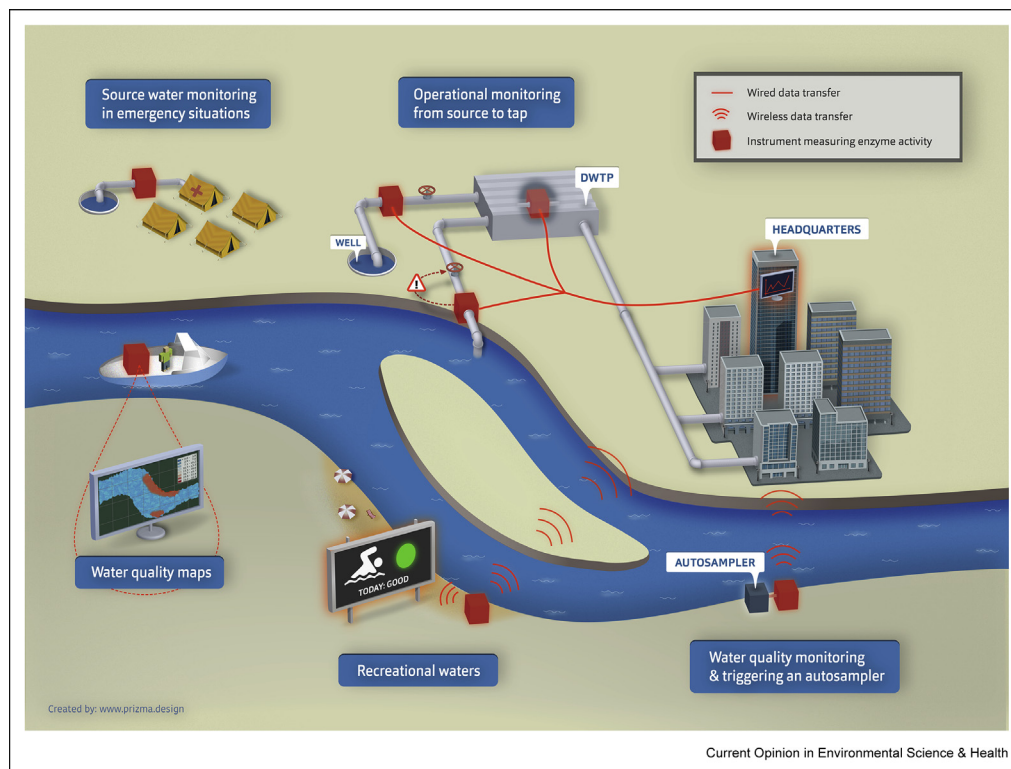 Source water monitoring
in emergency situations
Operational monitoring
from source to tap
Wired data transfer
Wireless data transfer
Instrument measuring enzyme activity
DWTP
WELL
HEADQUARTERS
!
Water quality maps
TODAY: GOOD
AUTOSAMPLER
Recreational waters
Water quality monitoring
& triggering an autosampler
Created by: www.prizma.design
Current Opinion in Environmental Science & Health